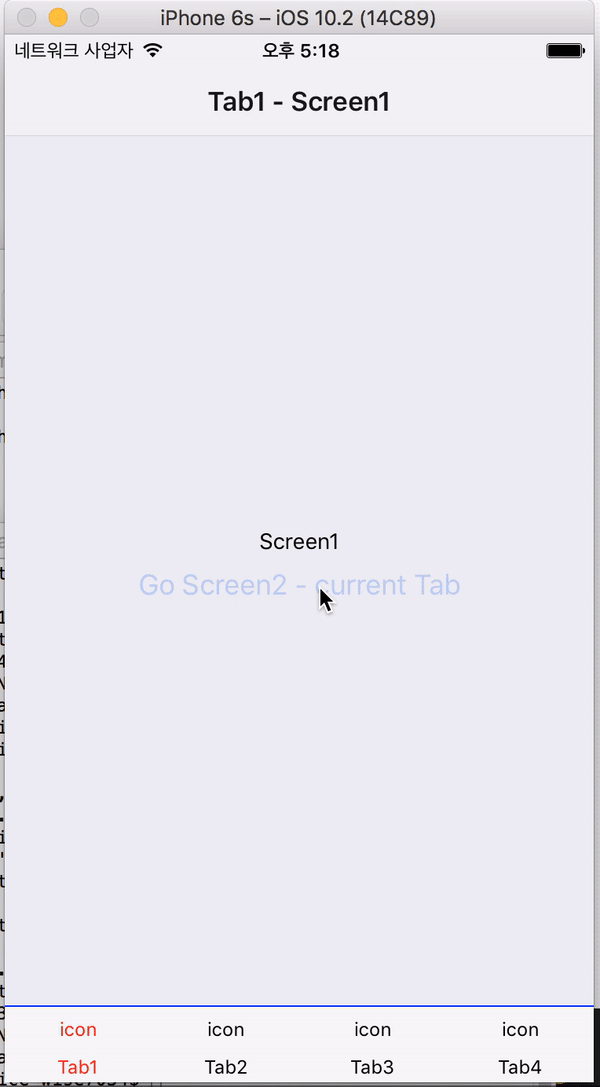 iPhone 6s – iOS 10.2 (14C89)
네트워크 사업자 오후 5:18
Tab1 - Screen1
Screen1
Go Screen2 - current Tab
icon icon icon icon
Tab1 Tab2 Tab3 Tab4